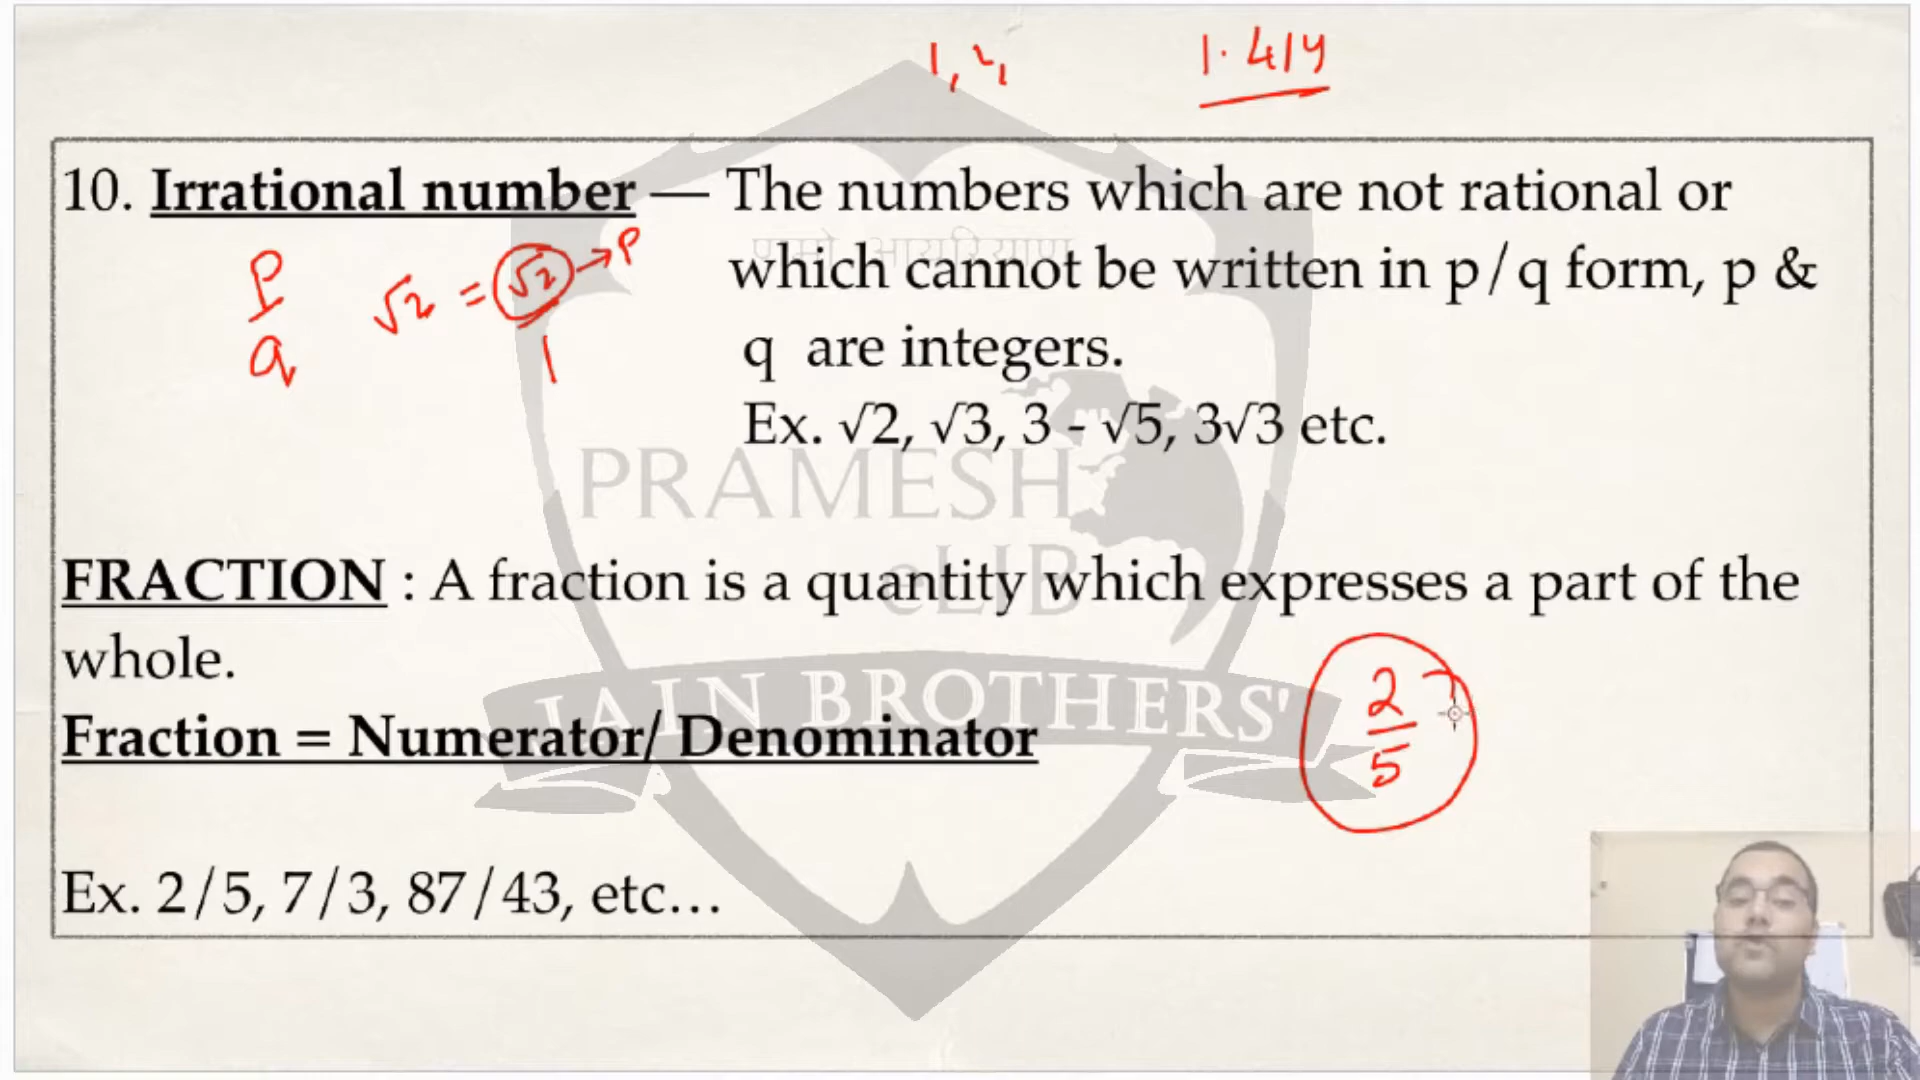 1, 2,
1.414
10. Irrational number — The numbers which are not rational or
which cannot be written in p/q form, p &
q are integers.
p
q
√2 = √2 → P
1
Ex. √2, √3, 3 - √5, 3√3 etc.
PRAMESH
eLIB
FRACTION : A fraction is a quantity which expresses a part of the
whole.
JAIN BROTHERS'
Fraction = Numerator/ Denominator
2
5
Ex. 2/5, 7/3, 87/43, etc...